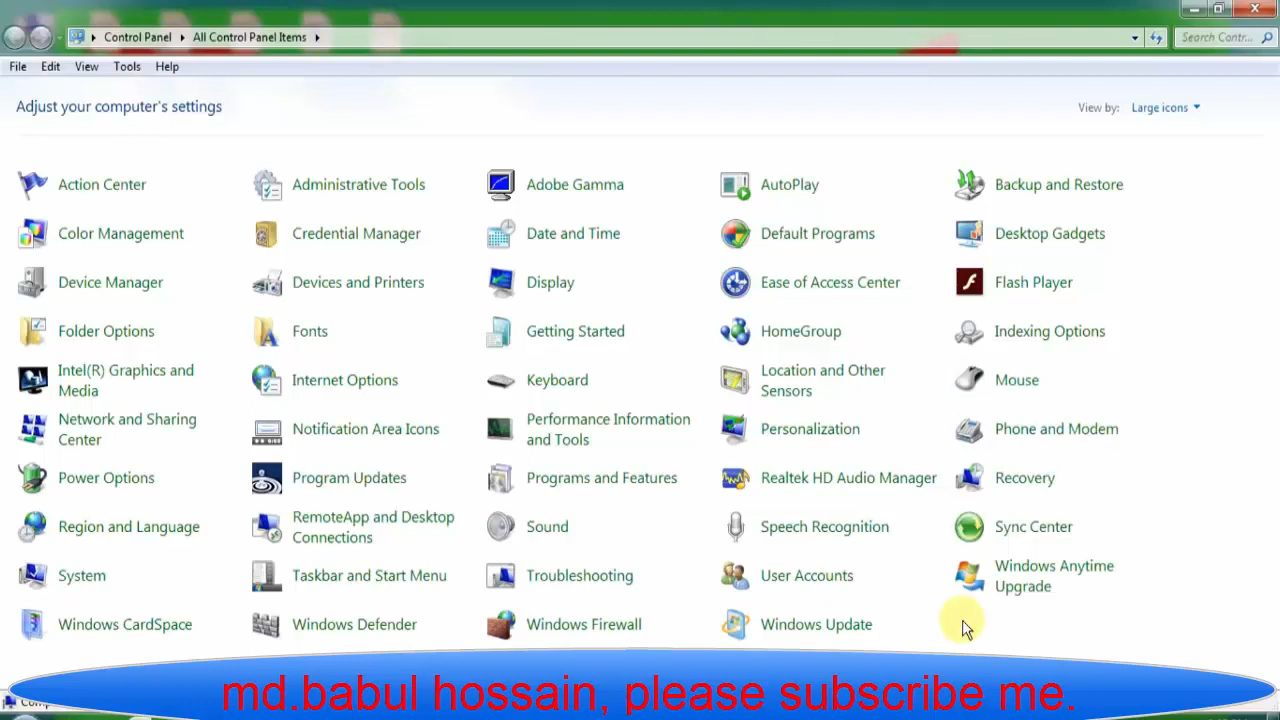 Control Panel All Control Panel Items Search Contr...
File Edit View Tools Help
Adjust your computer's settings View by: Large icons
Action Center Administrative Tools Adobe Gamma AutoPlay Backup and Restore
Color Management Credential Manager Date and Time Default Programs Desktop Gadgets
Device Manager Devices and Printers Display Ease of Access Center Flash Player
Folder Options Fonts Getting Started HomeGroup Indexing Options
Intel(R) Graphics and
Media
Internet Options Keyboard
Location and Other
Sensors
Mouse
Network and Sharing
Center
Notification Area Icons
Performance Information
and Tools
Personalization Phone and Modem
Power Options Program Updates Programs and Features Realtek HD Audio Manager Recovery
Region and Language
RemoteApp and Desktop
Connections
Sound Speech Recognition Sync Center
System Taskbar and Start Menu Troubleshooting User Accounts
Windows Anytime
Upgrade
Windows CardSpace Windows Defender Windows Firewall Windows Update
md.babul hossain, please subscribe me.